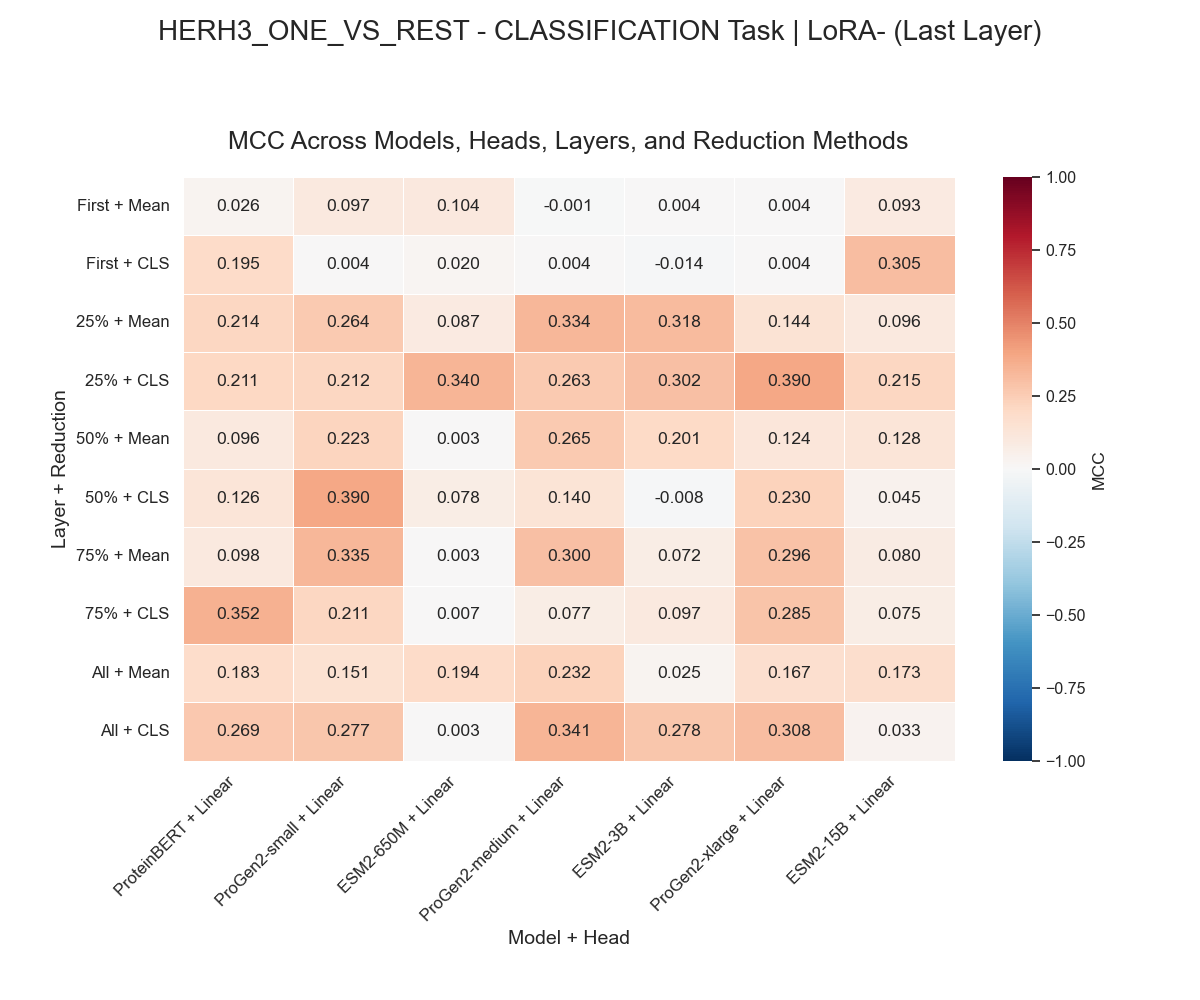 HERH3_ONE_VS_REST - CLASSIFICATION Task | LoRA- (Last Layer)
MCC Across Models, Heads, Layers, and Reduction Methods
Layer + Reduction
First + Mean 0.026 0.097 0.104 -0.001 0.004 0.004 0.093
First + CLS 0.195 0.004 0.020 0.004 -0.014 0.004 0.305
25% + Mean 0.214 0.264 0.087 0.334 0.318 0.144 0.096
25% + CLS 0.211 0.212 0.340 0.263 0.302 0.390 0.215
50% + Mean 0.096 0.223 0.003 0.265 0.201 0.124 0.128
50% + CLS 0.126 0.390 0.078 0.140 -0.008 0.230 0.045
75% + Mean 0.098 0.335 0.003 0.300 0.072 0.296 0.080
75% + CLS 0.352 0.211 0.007 0.077 0.097 0.285 0.075
All + Mean 0.183 0.151 0.194 0.232 0.025 0.167 0.173
All + CLS 0.269 0.277 0.003 0.341 0.278 0.308 0.033
ProteinBERT + Linear
ProGen2-small + Linear
ESM2-650M + Linear
ProGen2-medium + Linear
ESM2-3B + Linear
ProGen2-xlarge + Linear
ESM2-15B + Linear
Model + Head
1.00
0.75
0.50
0.25
0.00
−0.25
−0.50
−0.75
−1.00
MCC